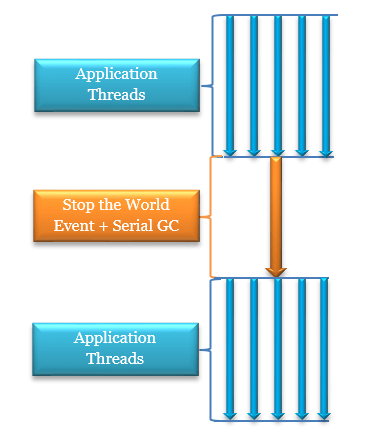 Application
Threads
Stop the World
Event + Serial GC
Application
Threads